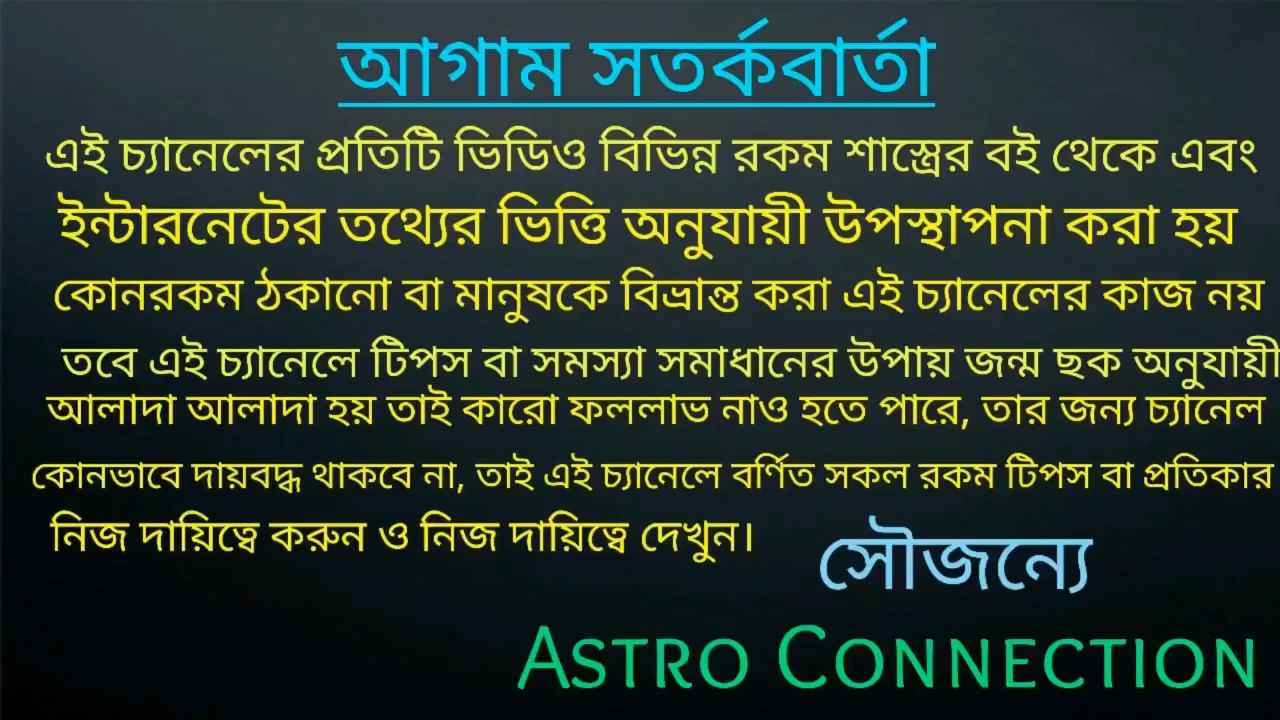 আগাম সতর্কবার্তা
এই চ্যানেলের প্রতিটি ভিডিও বিভিন্ন রকম শাস্ত্রের বই থেকে এবং
ইন্টারনেটের তথ্যের ভিত্তি অনুযায়ী উপস্থাপনা করা হয়
কোনরকম ঠকানো বা মানুষকে বিভ্রান্ত করা এই চ্যানেলের কাজ নয়
তবে এই চ্যানেলে টিপস বা সমস্যা সমাধানের উপায় জন্ম ছক অনুযায়ী
আলাদা আলাদা হয় তাই কারো ফললাভ নাও হতে পারে, তার জন্য চ্যানেল
কোনভাবে দায়বদ্ধ থাকবে না, তাই এই চ্যানেলে বর্ণিত সকল রকম টিপস বা প্রতিকার
নিজ দায়িত্বে করুন ও নিজ দায়িত্বে দেখুন।
সৌজন্যে
ASTRO CONNECTION